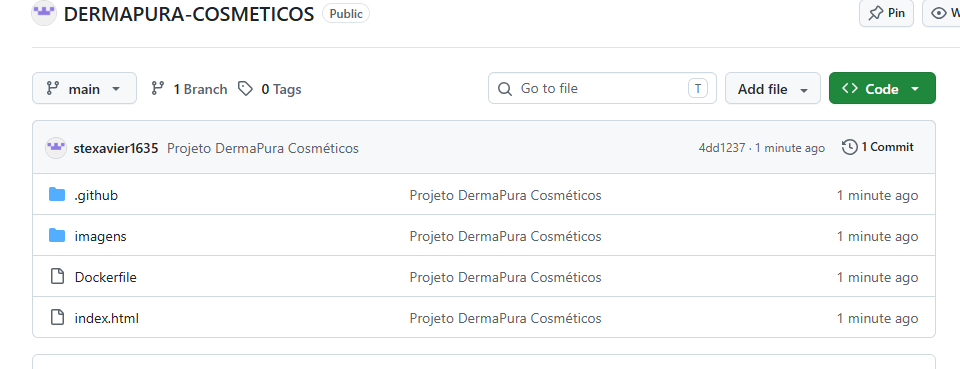 DERMAPURA-COSMETICOS Public Pin
main 1 Branch 0 Tags Go to file T Add file Code
stexavier1635 Projeto DermaPura Cosméticos 4dd1237 · 1 minute ago 1 Commit
.github Projeto DermaPura Cosméticos 1 minute ago
imagens Projeto DermaPura Cosméticos 1 minute ago
Dockerfile Projeto DermaPura Cosméticos 1 minute ago
index.html Projeto DermaPura Cosméticos 1 minute ago